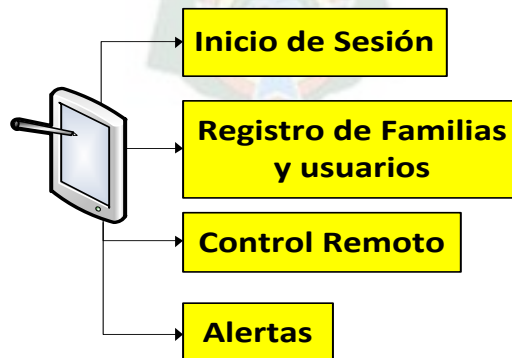 Inicio de Sesión
Registro de Familias
y usuarios
Control Remoto
Alertas